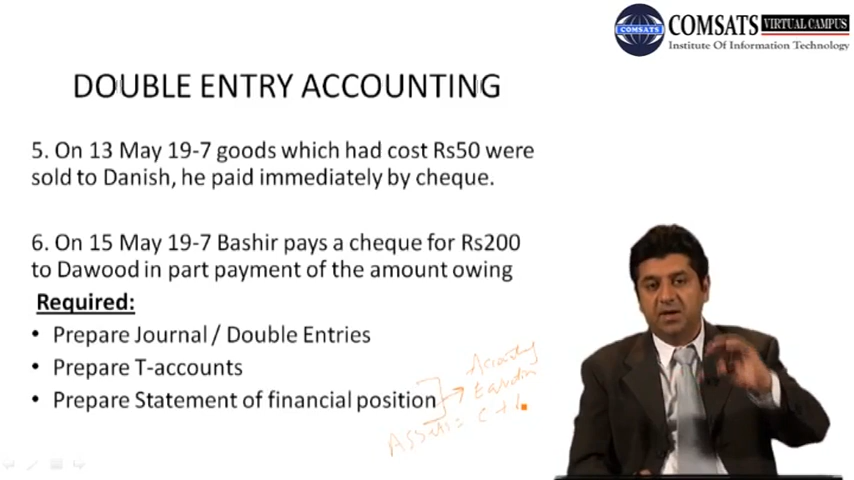 COMSATS
COMSATS
VIRTUAL CAMPUS
Institute Of Information Technology
DOUBLE ENTRY ACCOUNTING
5. On 13 May 19-7 goods which had cost Rs50 were
sold to Danish, he paid immediately by cheque.
6. On 15 May 19-7 Bashir pays a cheque for Rs200
to Dawood in part payment of the amount owing
Required:
• Prepare Journal / Double Entries
• Prepare T-accounts
• Prepare Statement of financial position
Assets = C + L